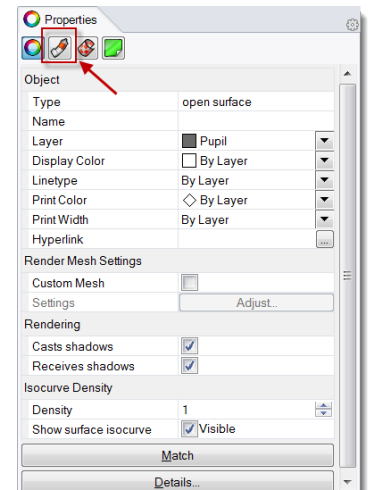 Properties
Object
Type open surface
Name
Layer Pupil
Display Color By Layer
Linetype By Layer
Print Color By Layer
Print Width By Layer
Hyperlink ...
Render Mesh Settings
Custom Mesh
Settings Adjust...
Rendering
Casts shadows
Receives shadows
Isocurve Density
Density 1
Show surface isocurve Visible
Match
Details...